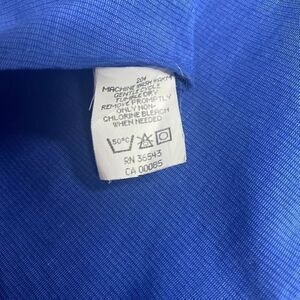 204
MACHINE WASH WARM
GENTLE CYCLE
TUMBLE DRY
REMOVE PROMPTLY
ONLY NON-
CHLORINE BLEACH
WHEN NEEDED
50°C
RN 36543
CA 00085